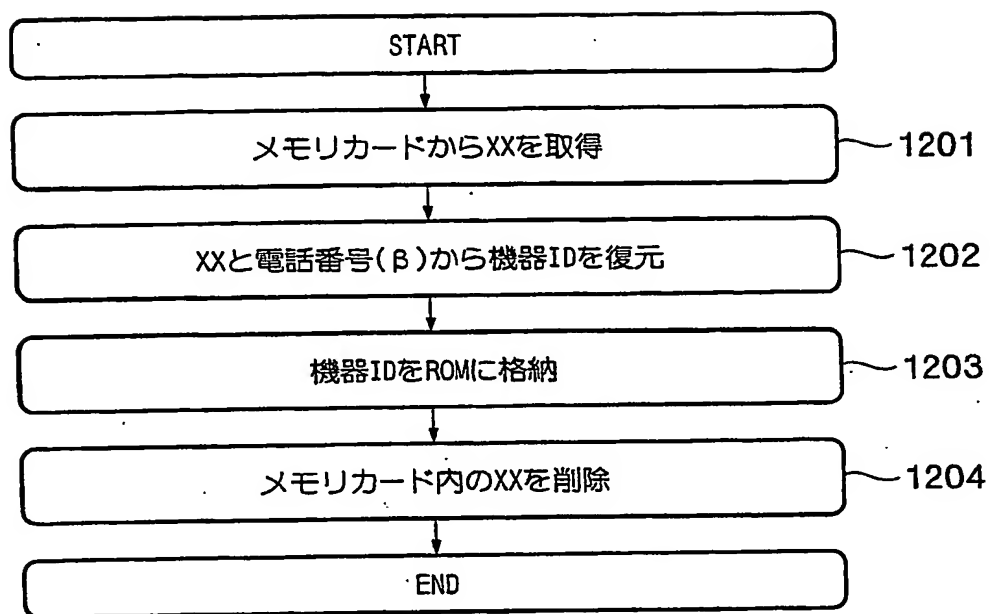 START
メモリカードからXXを取得
1201
XXと電話番号(β)から機器IDを復元
1202
機器IDをROMに格納
1203
メモリカード内のXXを削除
1204
END